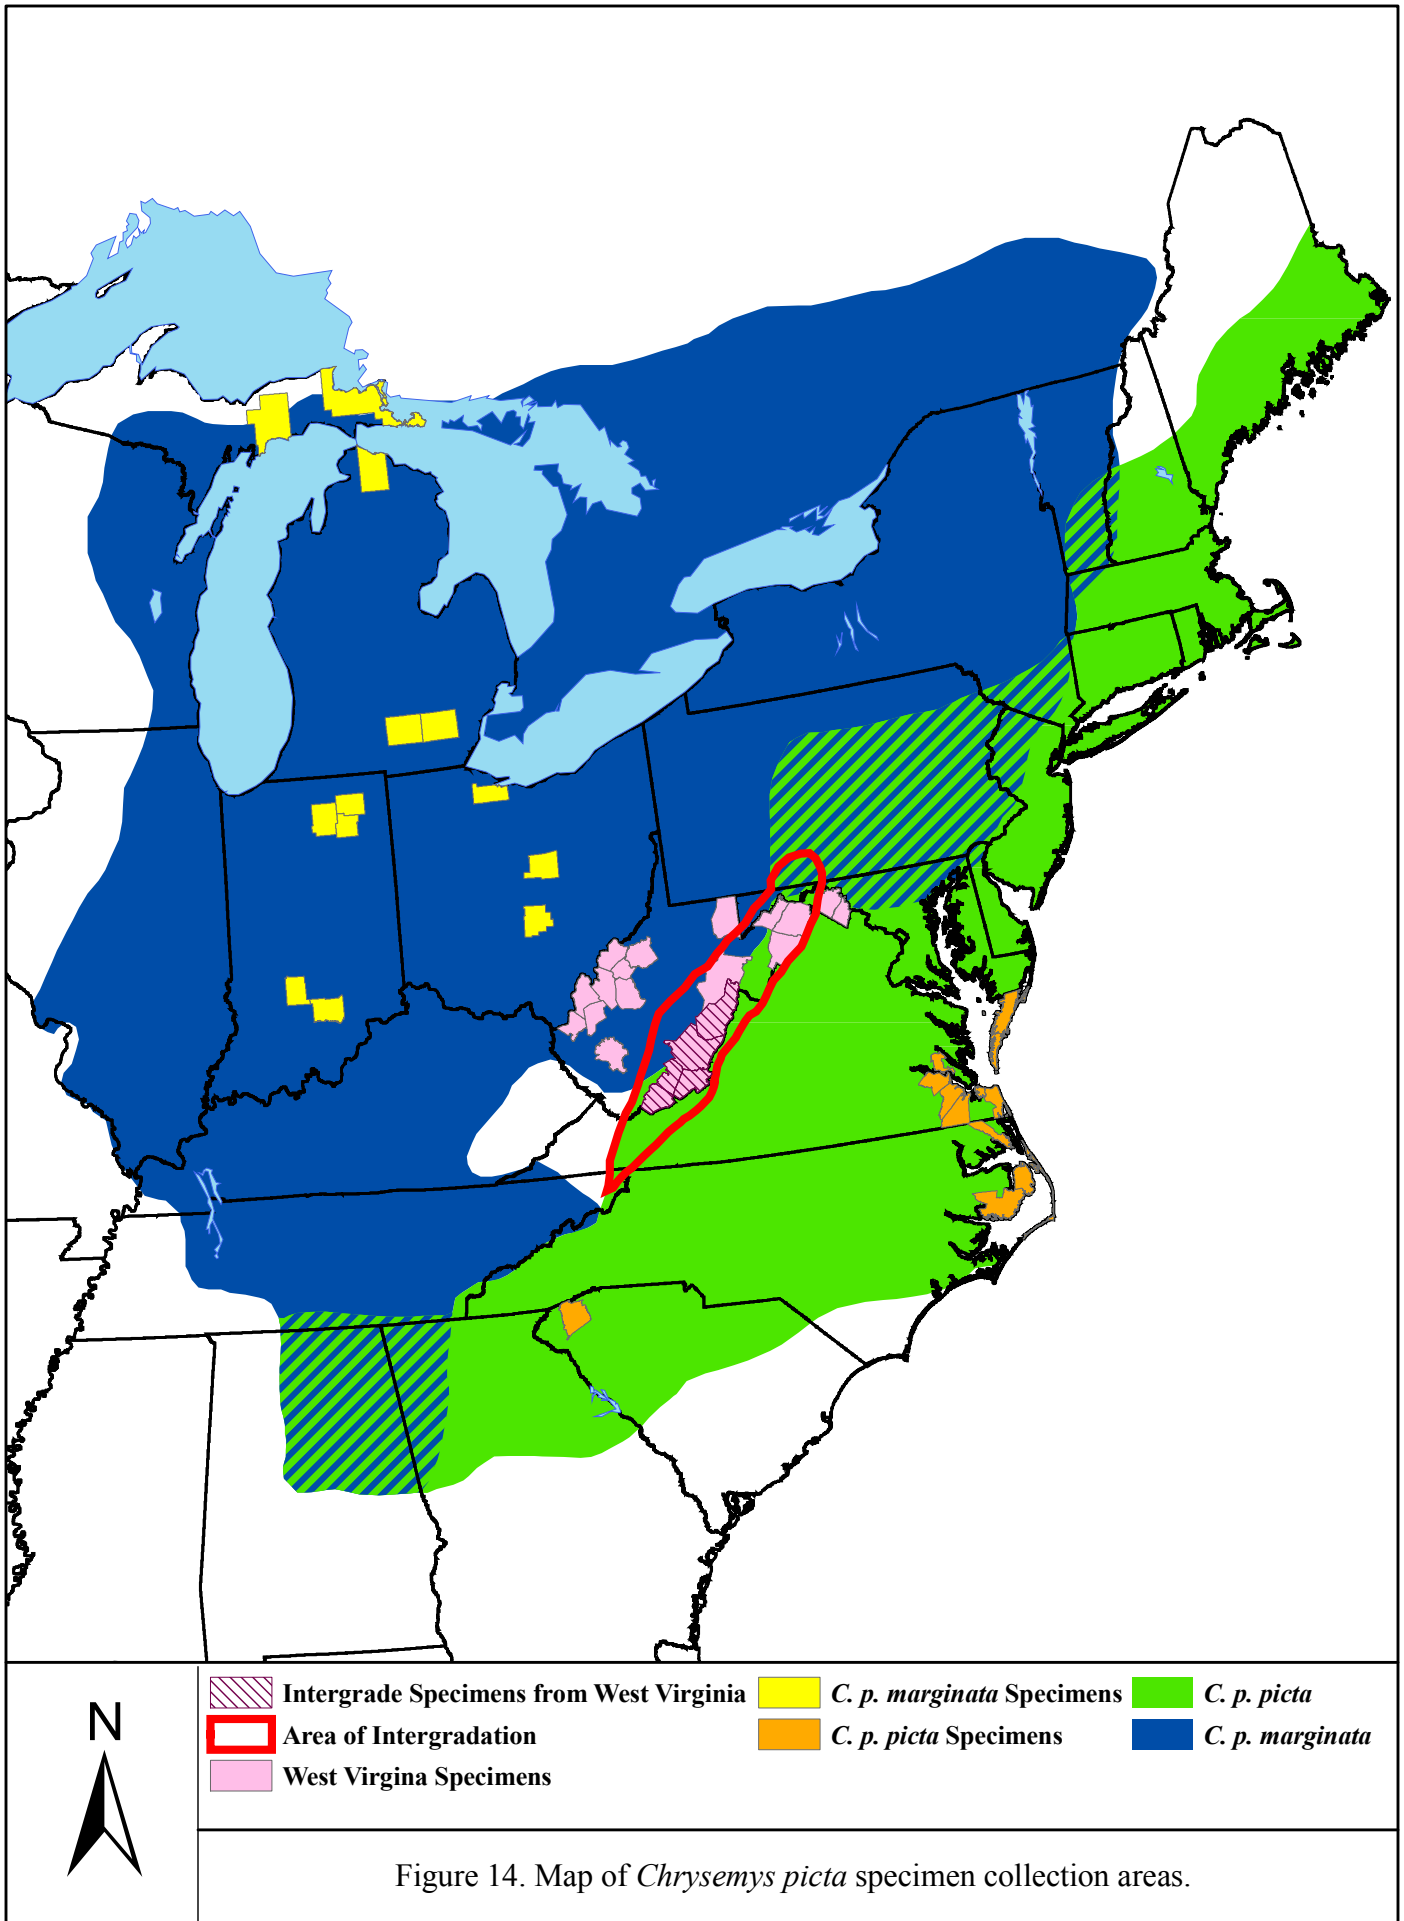 N
Intergrade Specimens from West Virginia
Area of Intergradation
West Virgina Specimens
C. p. marginata Specimens
C. p. picta Specimens
C. p. picta
C. p. marginata
Figure 14. Map of Chrysemys picta specimen collection areas.